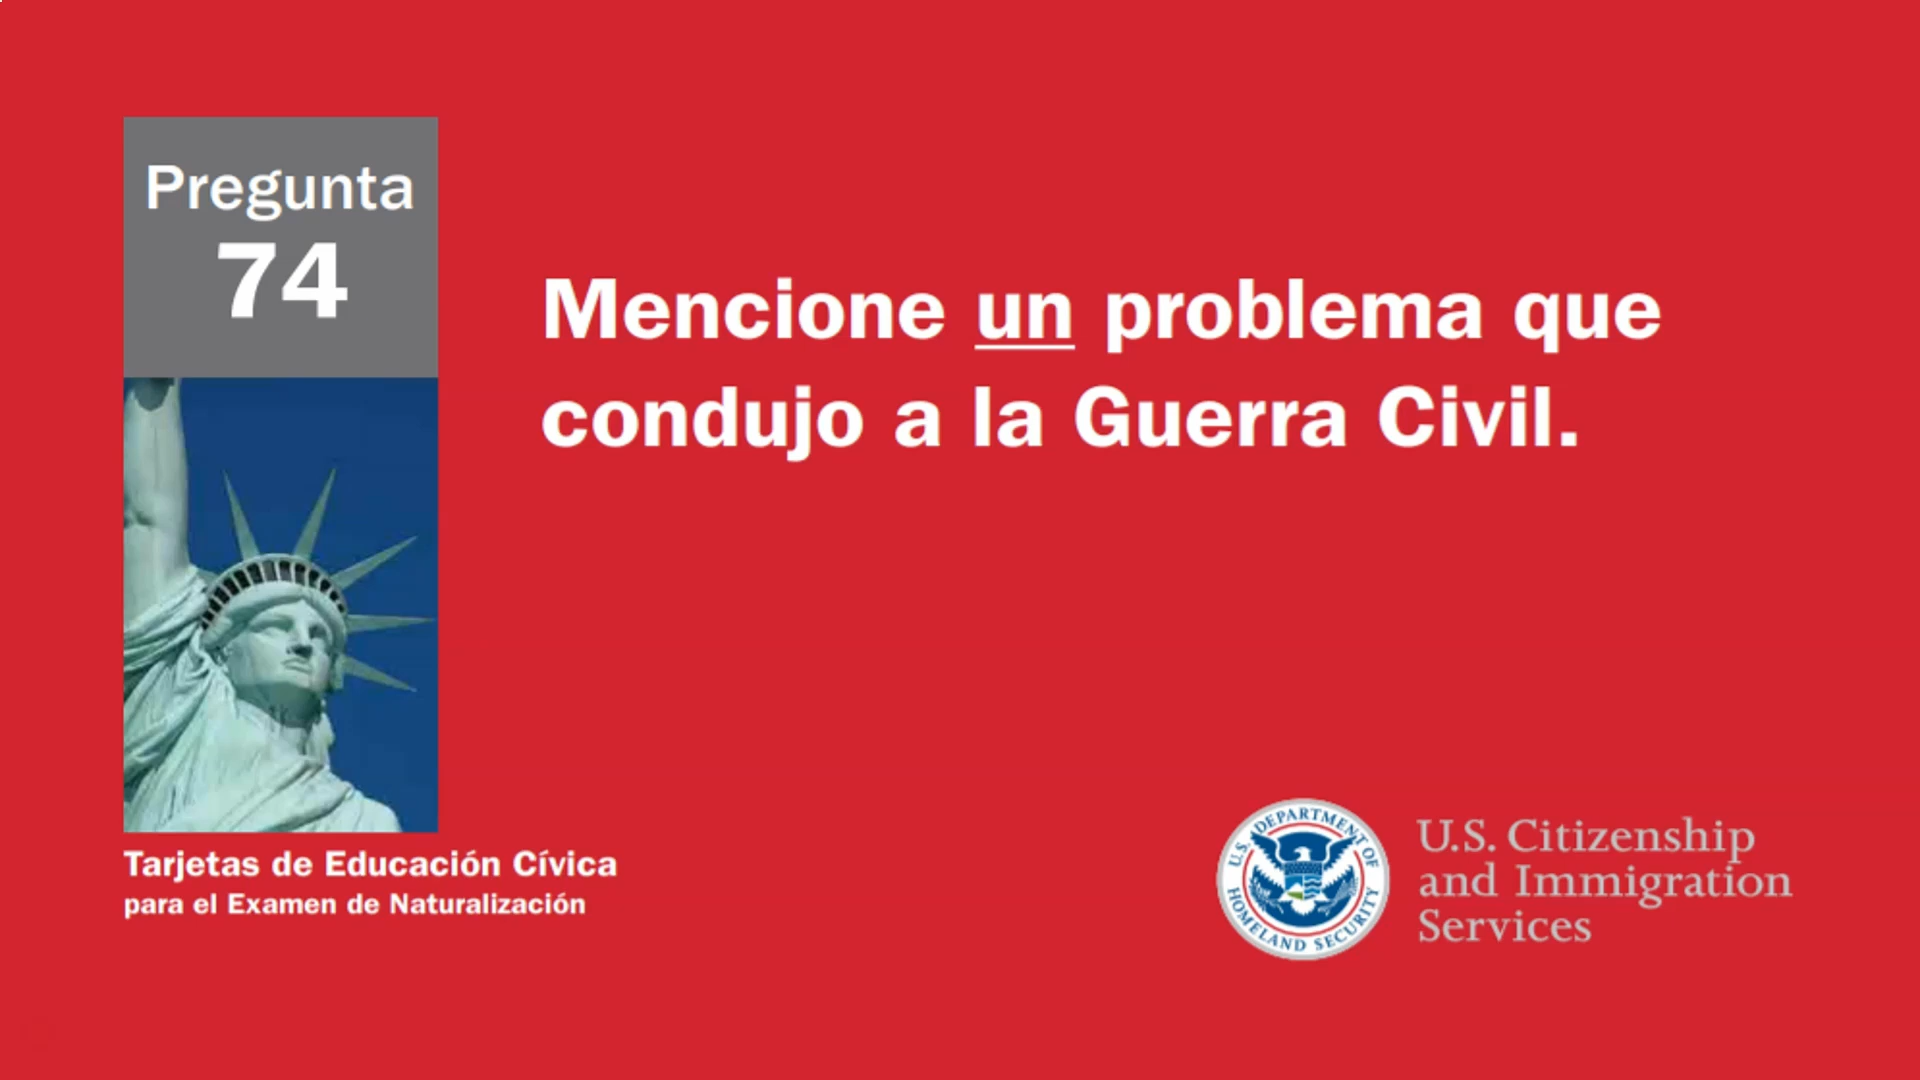 Pregunta
74
Mencione un problema que
condujo a la Guerra Civil.
Tarjetas de Educación Cívica
para el Examen de Naturalización
U.S. DEPARTMENT OF
HOMELAND SECURITY
U.S. Citizenship
and Immigration
Services